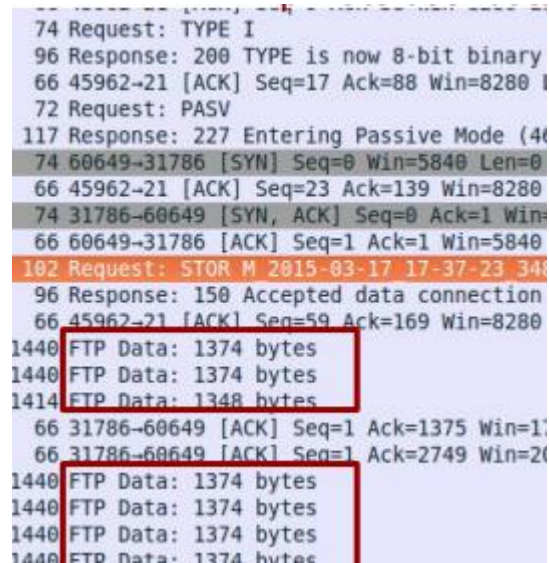 74 Request: TYPE I
96 Response: 200 TYPE is now 8-bit binary
66 45962→21 [ACK] Seq=17 Ack=88 Win=8280
72 Request: PASV
117 Response: 227 Entering Passive Mode (46
74 60649→31786 [SYN] Seq=0 Win=5840 Len=0
66 45962→21 [ACK] Seq=23 Ack=139 Win=8280
74 31786→60649 [SYN, ACK] Seq=0 Ack=1 Win=
66 60649→31786 [ACK] Seq=1 Ack=1 Win=5840
102 Request: STOR M 2015-03-17 17-37-23 348
96 Response: 150 Accepted data connection
66 45962→21 [ACK] Seq=59 Ack=169 Win=8280
1440 FTP Data: 1374 bytes
1440 FTP Data: 1374 bytes
1414 FTP Data: 1348 bytes
66 31786→60649 [ACK] Seq=1 Ack=1375 Win=17
66 31786→60649 [ACK] Seq=1 Ack=2749 Win=20
1440 FTP Data: 1374 bytes
1440 FTP Data: 1374 bytes
1440 FTP Data: 1374 bytes
1440 FTP Data: 1374 bytes